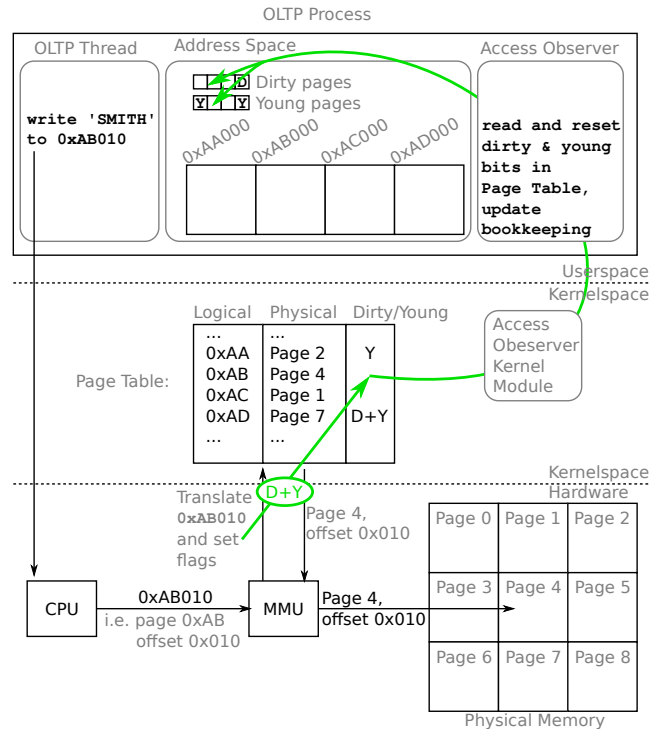 OLTP Process
OLTP Thread
Address Space
Access Observer
D
Dirty pages
Y Y
Young pages
write 'SMITH'
to 0xAB010
0xAA000
0xAB000
0xAC000
0xAD000
read and reset
dirty & young
bits in
Page Table,
update
bookkeeping
Userspace
Kernelspace
Logical Physical Dirty/Young
... ...
0xAA Page 2 Y
0xAB Page 4
0xAC Page 1
0xAD Page 7 D+Y
... ...
Page Table:
Access
Obeserver
Kernel
Module
Kernelspace
Hardware
D+Y
Translate
0xAB010
and set
flags
Page 4,
offset 0x010
Page 0 Page 1 Page 2
Page 3 Page 4 Page 5
Page 6 Page 7 Page 8
CPU
0xAB010
i.e. page 0xAB
offset 0x010
MMU
Page 4,
offset 0x010
Physical Memory